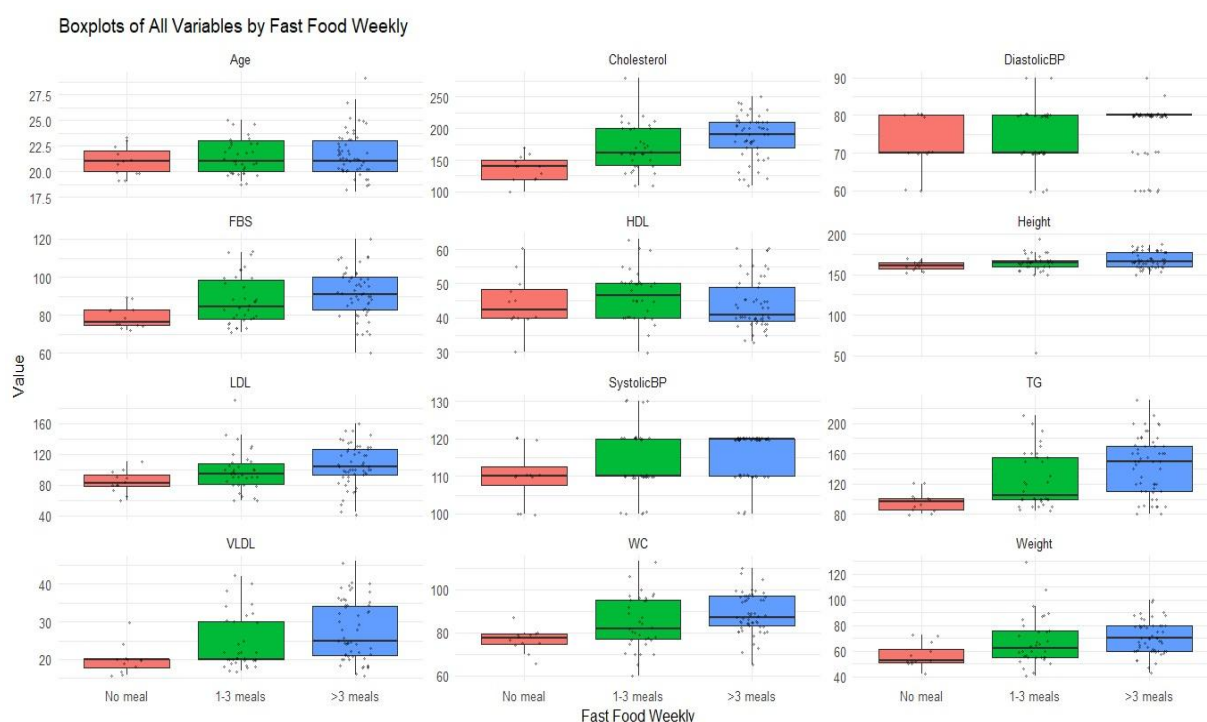 Boxplots of All Variables by Fast Food Weekly
Age
Cholesterol
DiastolicBP
27.5
25.0
22.5
20.0
17.5
250
200
150
100
90
80
70
60
FBS
HDL
Height
120
100
80
60
60
50
40
30
200
150
100
50
Value
LDL
SystolicBP
TG
160
120
80
40
130
120
110
100
200
160
120
80
VLDL
WC
Weight
40
30
20
100
80
60
120
100
80
60
40
No meal 1-3 meals >3 meals
No meal 1-3 meals >3 meals
No meal 1-3 meals >3 meals
Fast Food Weekly